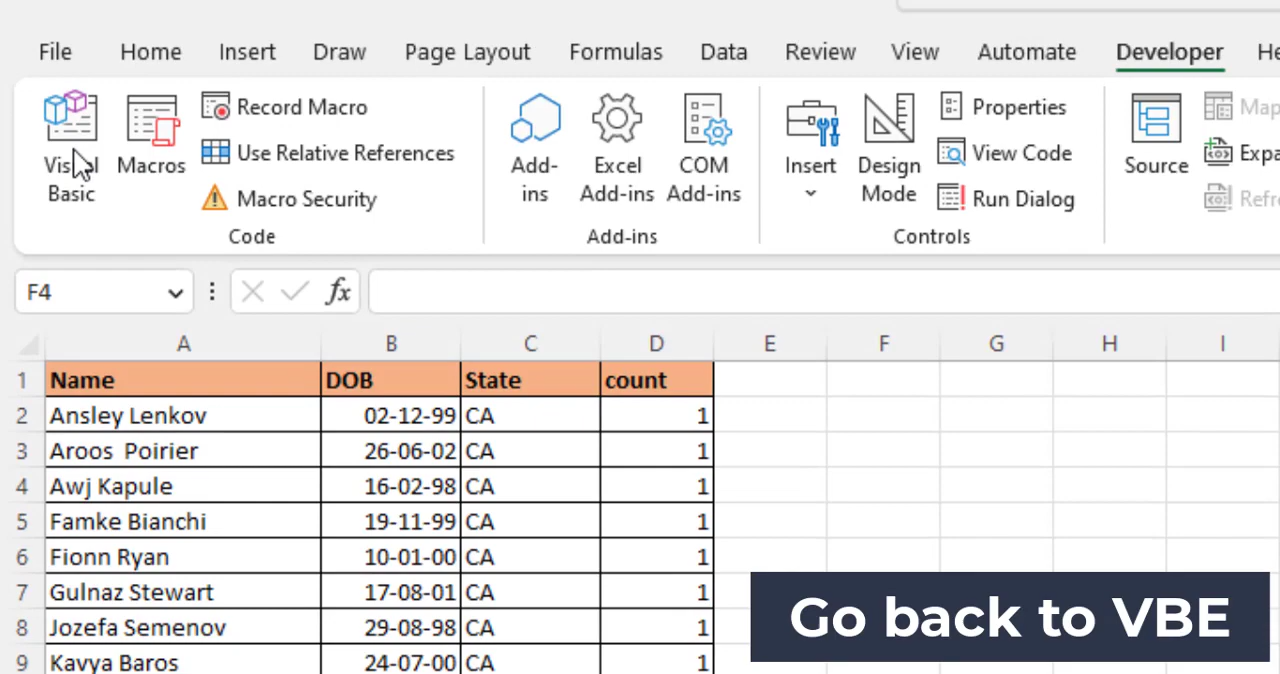 File Home Insert Draw Page Layout Formulas Data Review View Automate Developer He
Visual Basic
Macros
Record Macro
Use Relative References
Macro Security
Code
Add-ins
Excel Add-ins
COM Add-ins
Add-ins
Insert
Design Mode
Properties
View Code
Run Dialog
Controls
Source
Map
Expa
Refre
F4
fx
A B C D E F G H I
1 Name DOB State count
2 Ansley Lenkov 02-12-99 CA 1
3 Aroos  Poirier 26-06-02 CA 1
4 Awj Kapule 16-02-98 CA 1
5 Famke Bianchi 19-11-99 CA 1
6 Fionn Ryan 10-01-00 CA 1
7 Gulnaz Stewart 17-08-01 CA 1
8 Jozefa Semenov 29-08-98 CA 1
9 Kavya Baros 24-07-00 CA 1
Go back to VBE